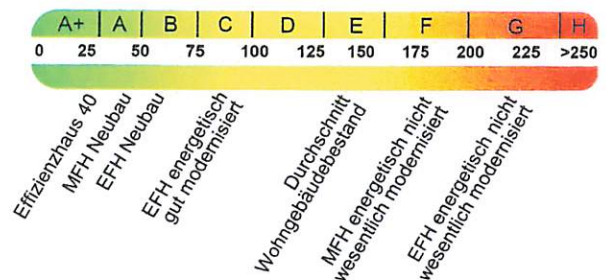 A+ A B C D E F G H
0 25 50 75 100 125 150 175 200 225 >250
Effizienzhaus 40
MFH Neubau
EFH Neubau
EFH energetisch
gut modernisiert
Durchschnitt
Wohngebäudebestand
MFH energetisch nicht
wesentlich modernisiert
EFH energetisch nicht
wesentlich modernisiert